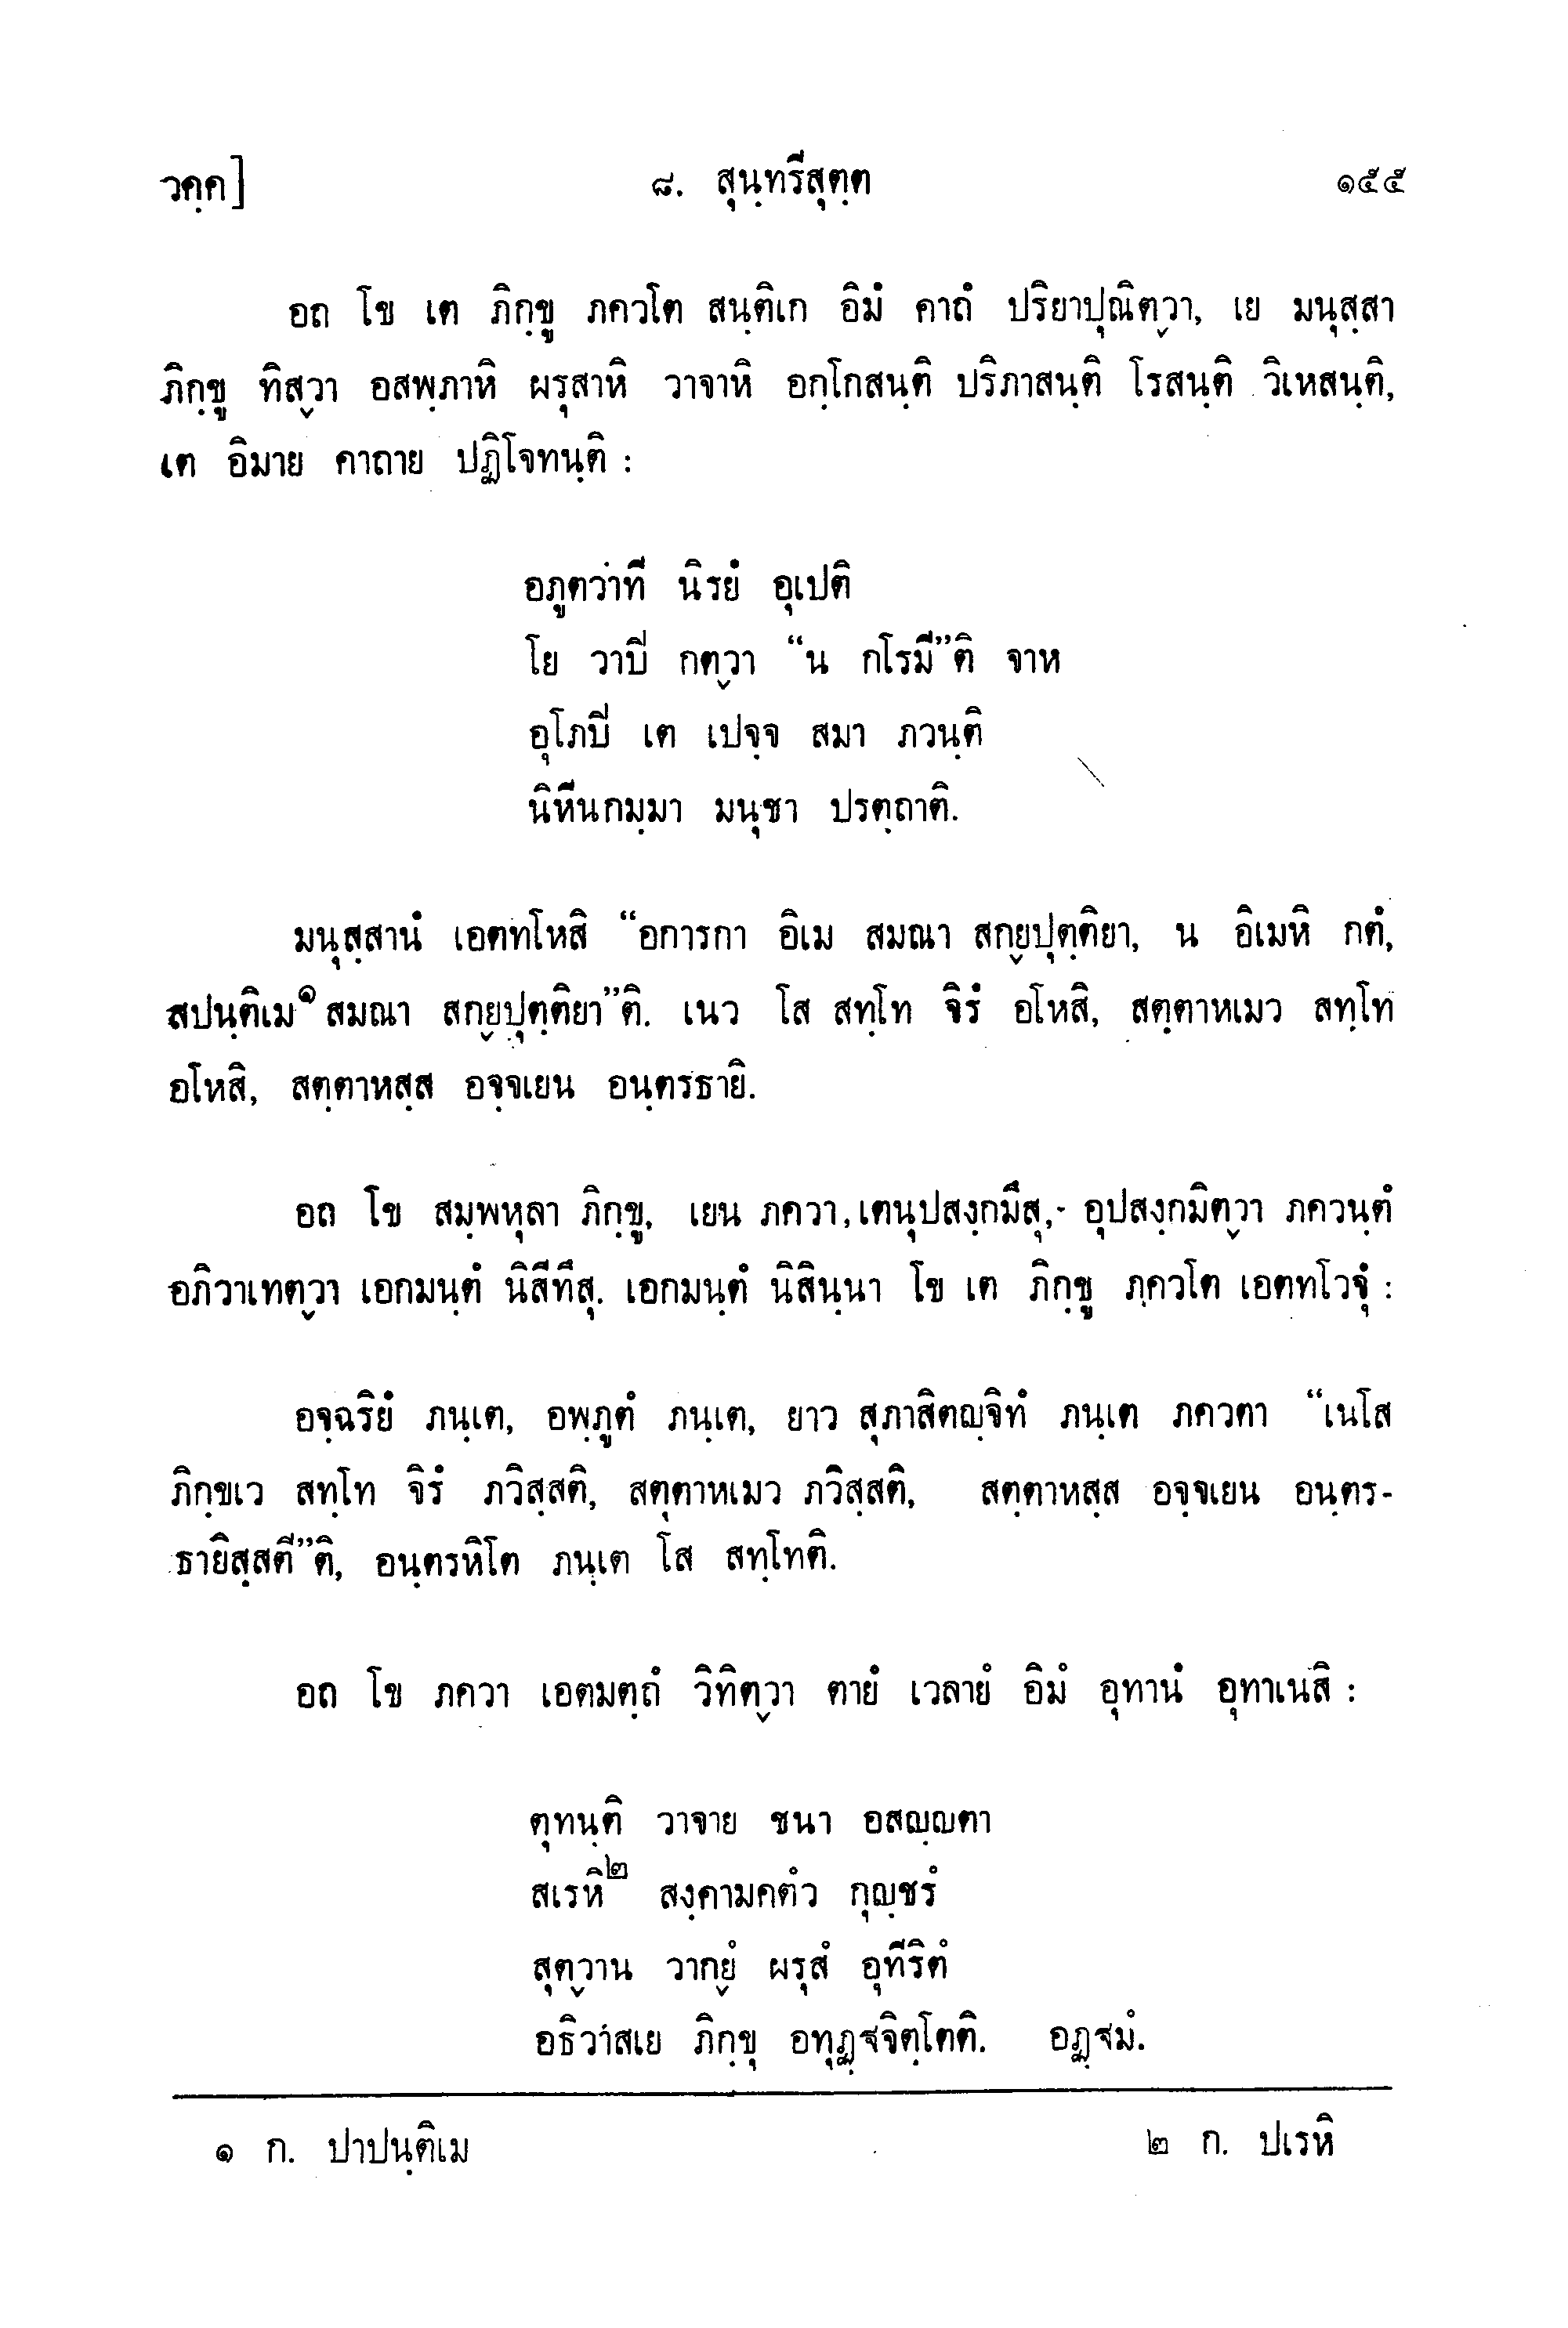 วคฺค]
๘. สุนฺทรีสุตฺต
๑๕๕
อถ โข เต ภิกฺขู ภควโต สนฺติเก อิมํ คาถํ ปริยาปุณิตฺวา, เย มนุสฺสา
ภิกฺขู ทิสฺวา อสพฺภาหิ ผรุสาหิ วาจาหิ อกฺโกสนฺติ ปริภาสนฺติ โรสนฺติ วิเหสนฺติ,
เต อิมาย คาถาย ปฏิโจทนฺติ :
อภูตวาที นิรยํ อุเปติ
โย วาปี กตฺวา “น กโรมี”ติ จาห
อุโภปี เต เปจฺจ สมา ภวนฺติ
นิหีนกมฺมา มนุชา ปรตฺถาติ.
มนุสฺสานํ เอตทโหสิ “อการกา อิเม สมณา สกฺยปุตฺติยา, น อิเมหิ กตํ,
สปนฺติเม๑ สมณา สกฺยปุตฺติยา”ติ. เนว โส สทฺโท จิรํ อโหสิ, สตฺตาหเมว สทฺโท
อโหสิ, สตฺตาหสฺส อจฺจเยน อนฺตรธายิ.
อถ โข สมฺพหุลา ภิกฺขู, เยน ภควา, เตนุปสงฺกมึสุ, อุปสงฺกมิตฺวา ภควนฺตํ
อภิวาเทตฺวา เอกมนฺตํ นิสีทึสุ. เอกมนฺตํ นิสินฺนา โข เต ภิกฺขู ภควโต เอตทโวจุํ :
อจฺฉริยํ ภนฺเต, อพฺภูตํ ภนฺเต, ยาว สุภาสิตญฺจิทํ ภนฺเต ภควตา “เนโส
ภิกฺขเว สทฺโท จิรํ ภวิสฺสติ, สตฺตาหเมว ภวิสฺสติ, สตฺตาหสฺส อจฺจเยน อนฺตร-
ธายิสฺสตี”ติ, อนฺตรหิโต ภนฺเต โส สทฺโทติ.
อถ โข ภควา เอตมตฺถํ วิทิตฺวา ตายํ เวลายํ อิมํ อุทานํ อุทาเนสิ :
ตุทนฺติ วาจาย ชนา อสญฺญตา
สเรหิ๒ สงฺคามคตํว กุญฺชรํ
สุตฺวาน วากฺยํ ผรุสํ อุทีริตํ
อธิวาสเย ภิกฺขุ อทุฏฺฐจิตฺโตติ. อฏฺฐมํ.
๑ ก. ปาปนฺติเม
๒ ก. ปเรหิ